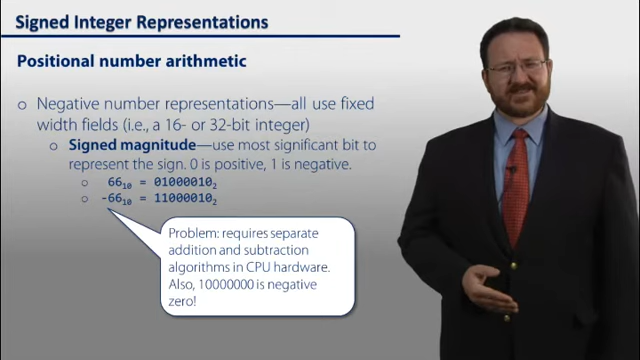 Signed Integer Representations
Positional number arithmetic
○ Negative number representations—all use fixed
width fields (i.e., a 16- or 32-bit integer)
○ Signed magnitude—use most significant bit to
represent the sign. 0 is positive, 1 is negative.
○ 66₁₀ = 01000010₂
○ -66₁₀ = 11000010₂
Problem: requires separate
addition and subtraction
algorithms in CPU hardware.
Also, 10000000 is negative
zero!